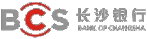 BCS 长沙银行
BANK OF CHANGSHA